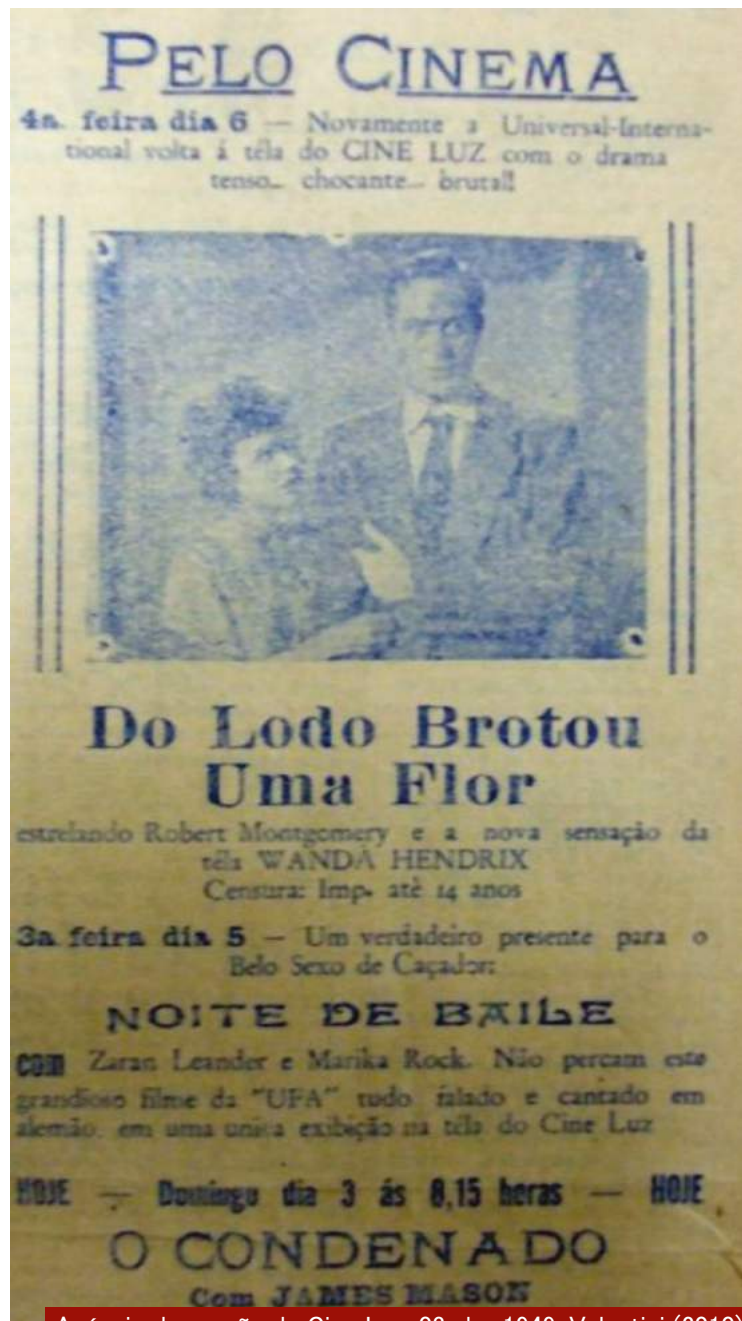 PELO CINEMA
4a. feira dia 6 — Novamente a Universal-Interna-
tional volta á téla do CINE LUZ com o drama
tenso... chocante... brutal!
Do Lodo Brotou
Uma Flor
estrelando Robert Montgomery e a nova sensação da
téla WANDA HENDRIX
Censura: Imp. até 14 anos
3a feira dia 5 — Um verdadeiro presente para o
Belo Sexo de Caçador:
NOITE DE BAILE
com Zaran Leander e Marika Rock. Não percam este
grandioso filme da "UFA" tudo falado e cantado em
alemão, em uma unica exibição na téla do Cine Luz
HOJE — Domingo dia 3 ás 8,15 horas — HOJE
O CONDENADO
Com JAMES MASON